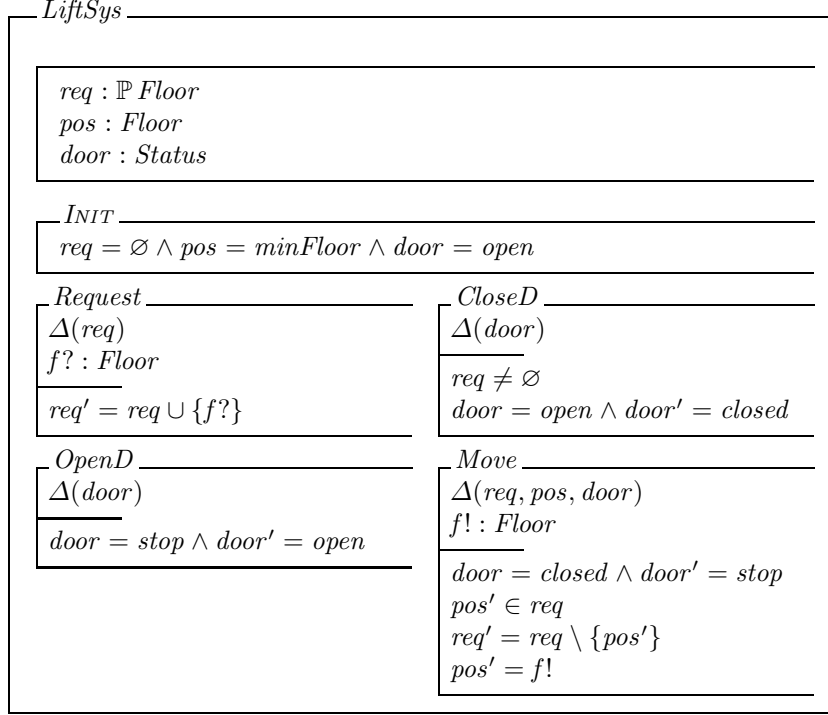 LiftSys
req : ℙ Floor
pos : Floor
door : Status
INIT
req = ∅ ∧ pos = minFloor ∧ door = open
Request
Δ(req)
f? : Floor
req′ = req ∪ {f?}
CloseD
Δ(door)
req ≠ ∅
door = open ∧ door′ = closed
OpenD
Δ(door)
door = stop ∧ door′ = open
Move
Δ(req, pos, door)
f! : Floor
door = closed ∧ door′ = stop
pos′ ∈ req
req′ = req \ {pos′}
pos′ = f!